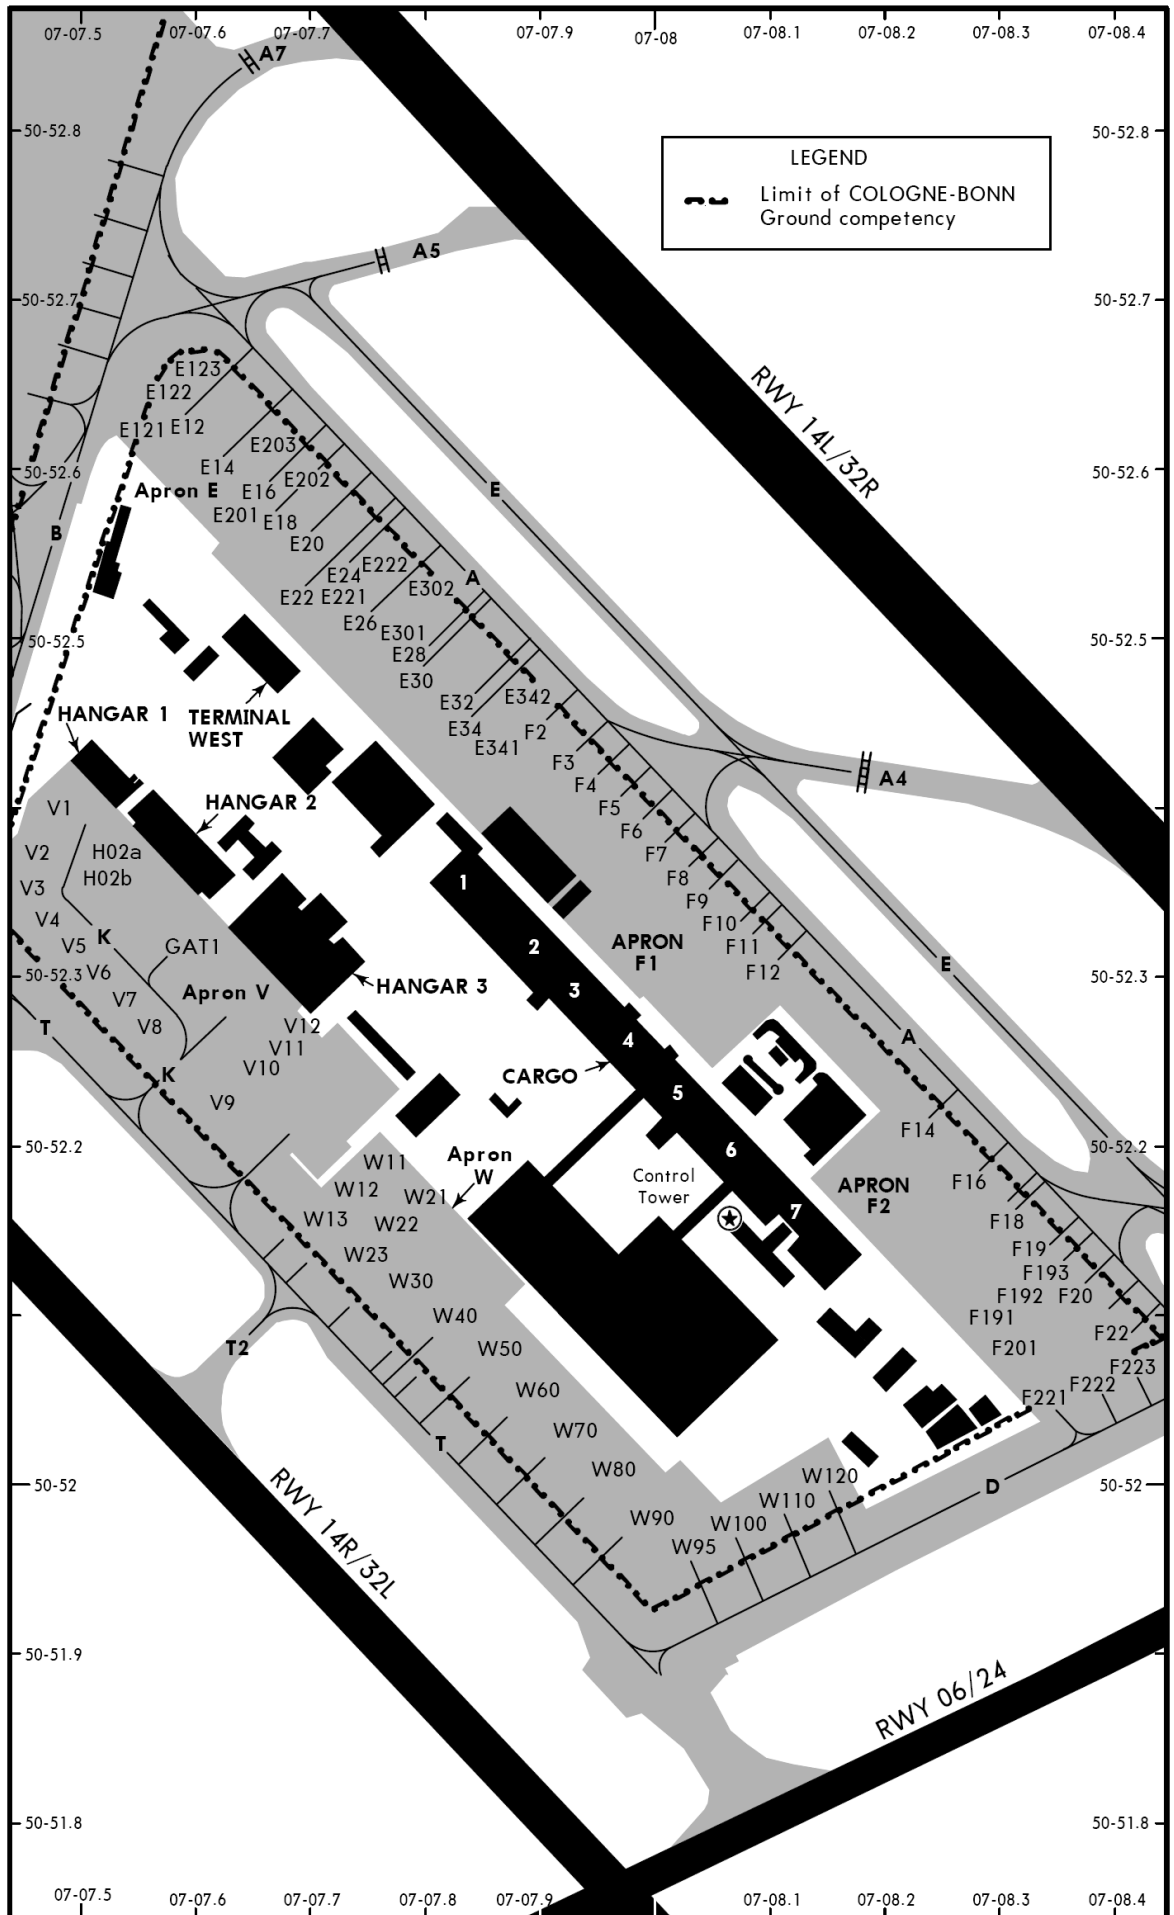 07-07.5
07-07.6
07-07.7
07-07.9
07-08
07-08.1
07-08.2
07-08.3
07-08.4
A7
50-52.8
50-52.8
LEGEND
Limit of COLOGNE-BONN
Ground competency
A5
50-52.7
50-52.7
RWY 14L/32R
E123
E122
E121
E12
E203
E14
E202
50-52.6
50-52.6
E16
Apron E
E
E201
E18
B
E20
E222
E24
A
E302
E22
E221
E26
E301
50-52.5
50-52.5
E28
E30
E32
E342
HANGAR 1
TERMINAL
WEST
E34
F2
E341
F3
A4
F4
HANGAR 2
V1
F5
F6
V2
H02a
F7
H02b
F8
1
V3
F9
V4
F10
K
V5
GAT1
2
APRON
F1
F11
E
V6
50-52.3
50-52.3
F12
HANGAR 3
3
V7
Apron V
T
V8
V12
4
A
V11
V10
CARGO
K
5
V9
F14
50-52.2
50-52.2
Apron
W
6
W11
Control
Tower
APRON
F2
F16
W12
W21
W13
W22
7
F18
W23
F19
W30
F193
F192
F20
W40
F191
F22
T2
W50
F201
F223
W60
F222
F221
W70
T
W80
W120
50-52
50-52
D
RWY 14R/32L
W110
W90
W100
W95
50-51.9
RWY 06/24
50-51.8
50-51.8
07-07.5
07-07.6
07-07.7
07-07.8
07-07.9
07-08.1
07-08.2
07-08.3
07-08.4